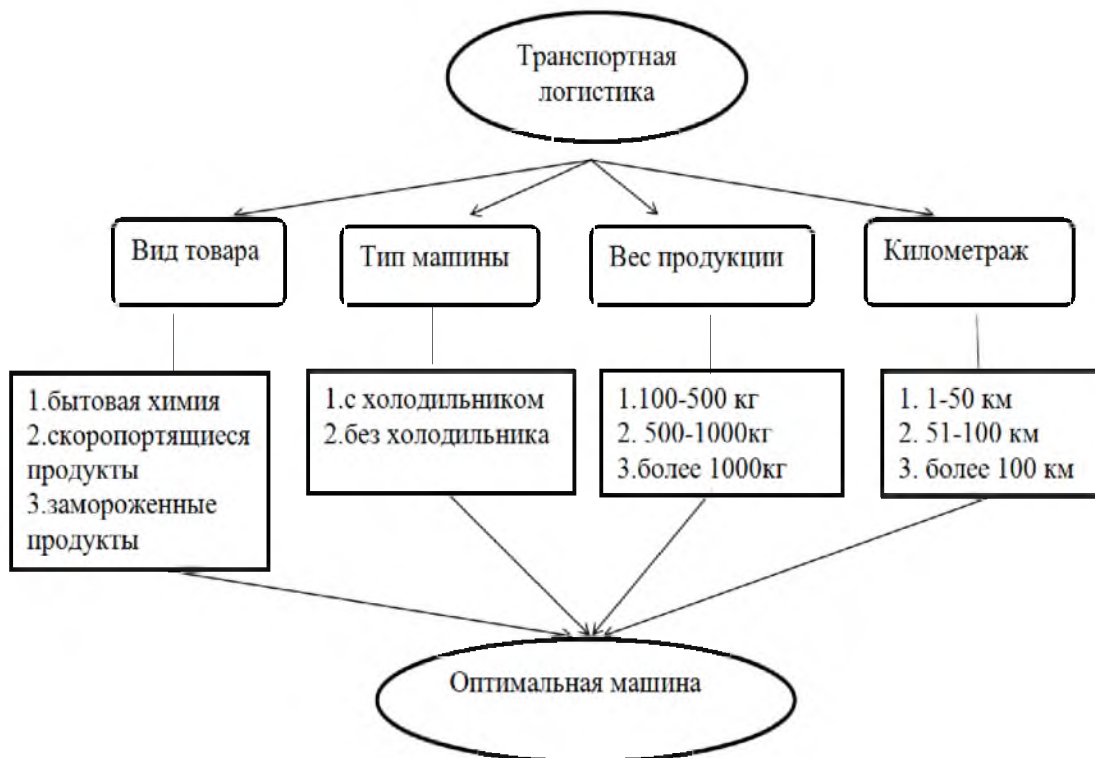 Транспортная
логистика
Вид товара
Тип машины
Вес продукции
Километраж
1.бытовая химия
2.скоропортящиеся
продукты
3.замороженные
продукты
1.с холодильником
2.без холодильника
1.100-500 кг
2. 500-1000кг
3.более 1000кг
1. 1-50 км
2. 51-100 км
3. более 100 км
Оптимальная машина